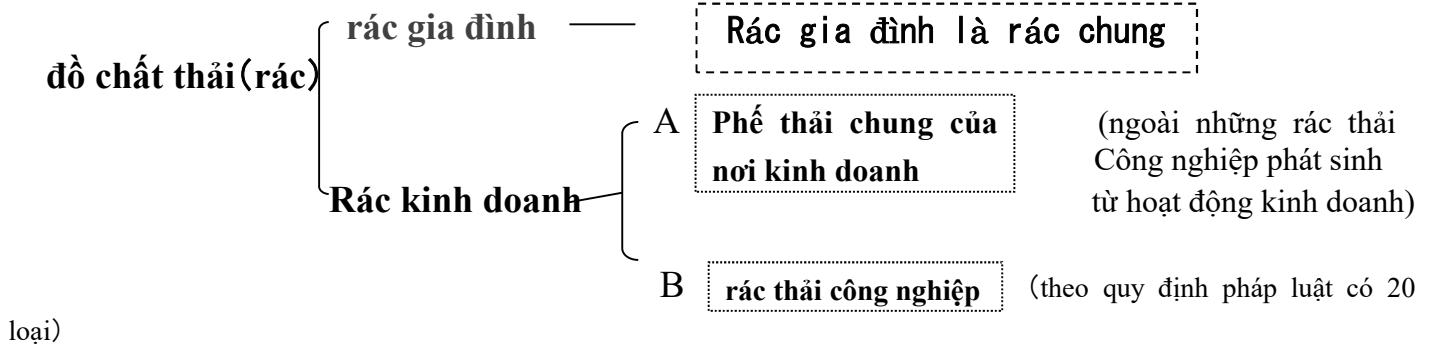 rác gia đình
Rác gia đình là rác chung
đồ chất thải(rác)
A
Phế thải chung của
nơi kinh doanh
(ngoài những rác thải
Công nghiệp phát sinh
từ hoạt động kinh doanh)
Rác kinh doanh
B
rác thải công nghiệp
(theo quy định pháp luật có 20
loại)